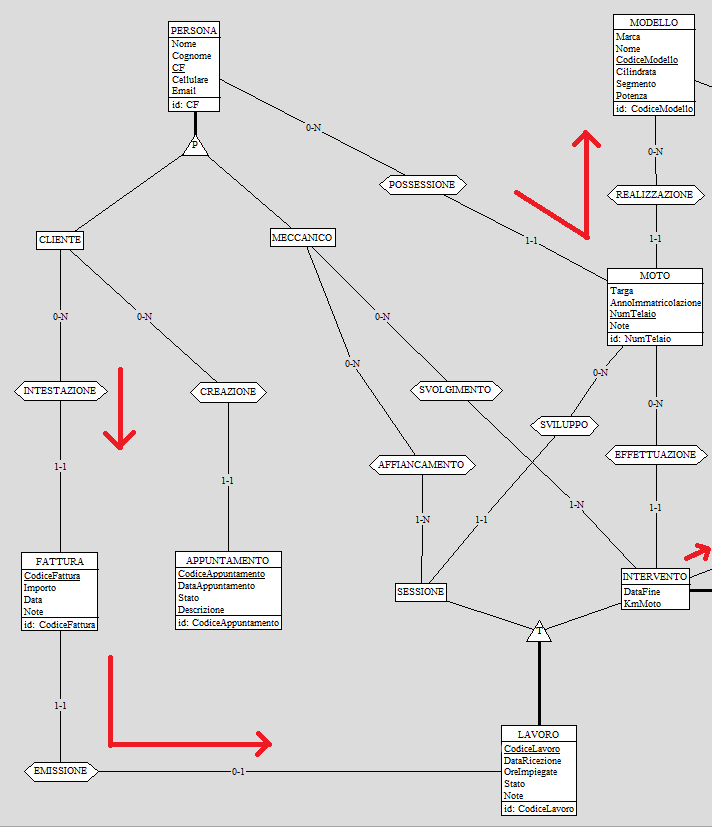 PERSONA
Nome
Cognome
CF
Cellulare
Email
id: CF
MODELLO
Marca
Nome
CodiceModello
Cilindrata
Segmento
Potenza
id: CodiceModello
P
0-N
0-N
POSSESSIONE
REALIZZAZIONE
CLIENTE
MECCANICO
1-1
1-1
MOTO
Targa
AnnoImmatricolazione
NumTelaio
Note
id: NumTelaio
0-N
0-N
0-N
0-N
0-N
0-N
INTESTAZIONE
CREAZIONE
SVOLGIMENTO
SVILUPPO
AFFIANCAMENTO
EFFETTUAZIONE
1-1
1-1
1-N
1-1
1-N
1-1
FATTURA
CodiceFattura
Importo
Data
Note
id: CodiceFattura
APPUNTAMENTO
CodiceAppuntamento
DataAppuntamento
Stato
Descrizione
id: CodiceAppuntamento
SESSIONE
INTERVENTO
DataFine
KmMoto
T
1-1
LAVORO
CodiceLavoro
DataRicezione
OreImpiegate
Stato
Note
id: CodiceLavoro
EMISSIONE
0-1